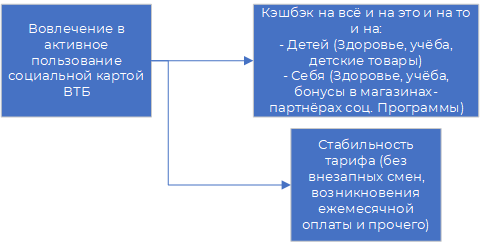 Вовлечение в
активное
пользование
социальной картой
ВТБ
Кэшбэк на всё и на это и на то
и на:
- Детей (Здоровье, учёба,
детские товары)
- Себя (Здоровье, учёба,
бонусы в магазинах-
партнёрах соц. Программы)
Стабильность
тарифа (без
внезапных смен,
возникновения
ежемесячной
оплаты и прочего)